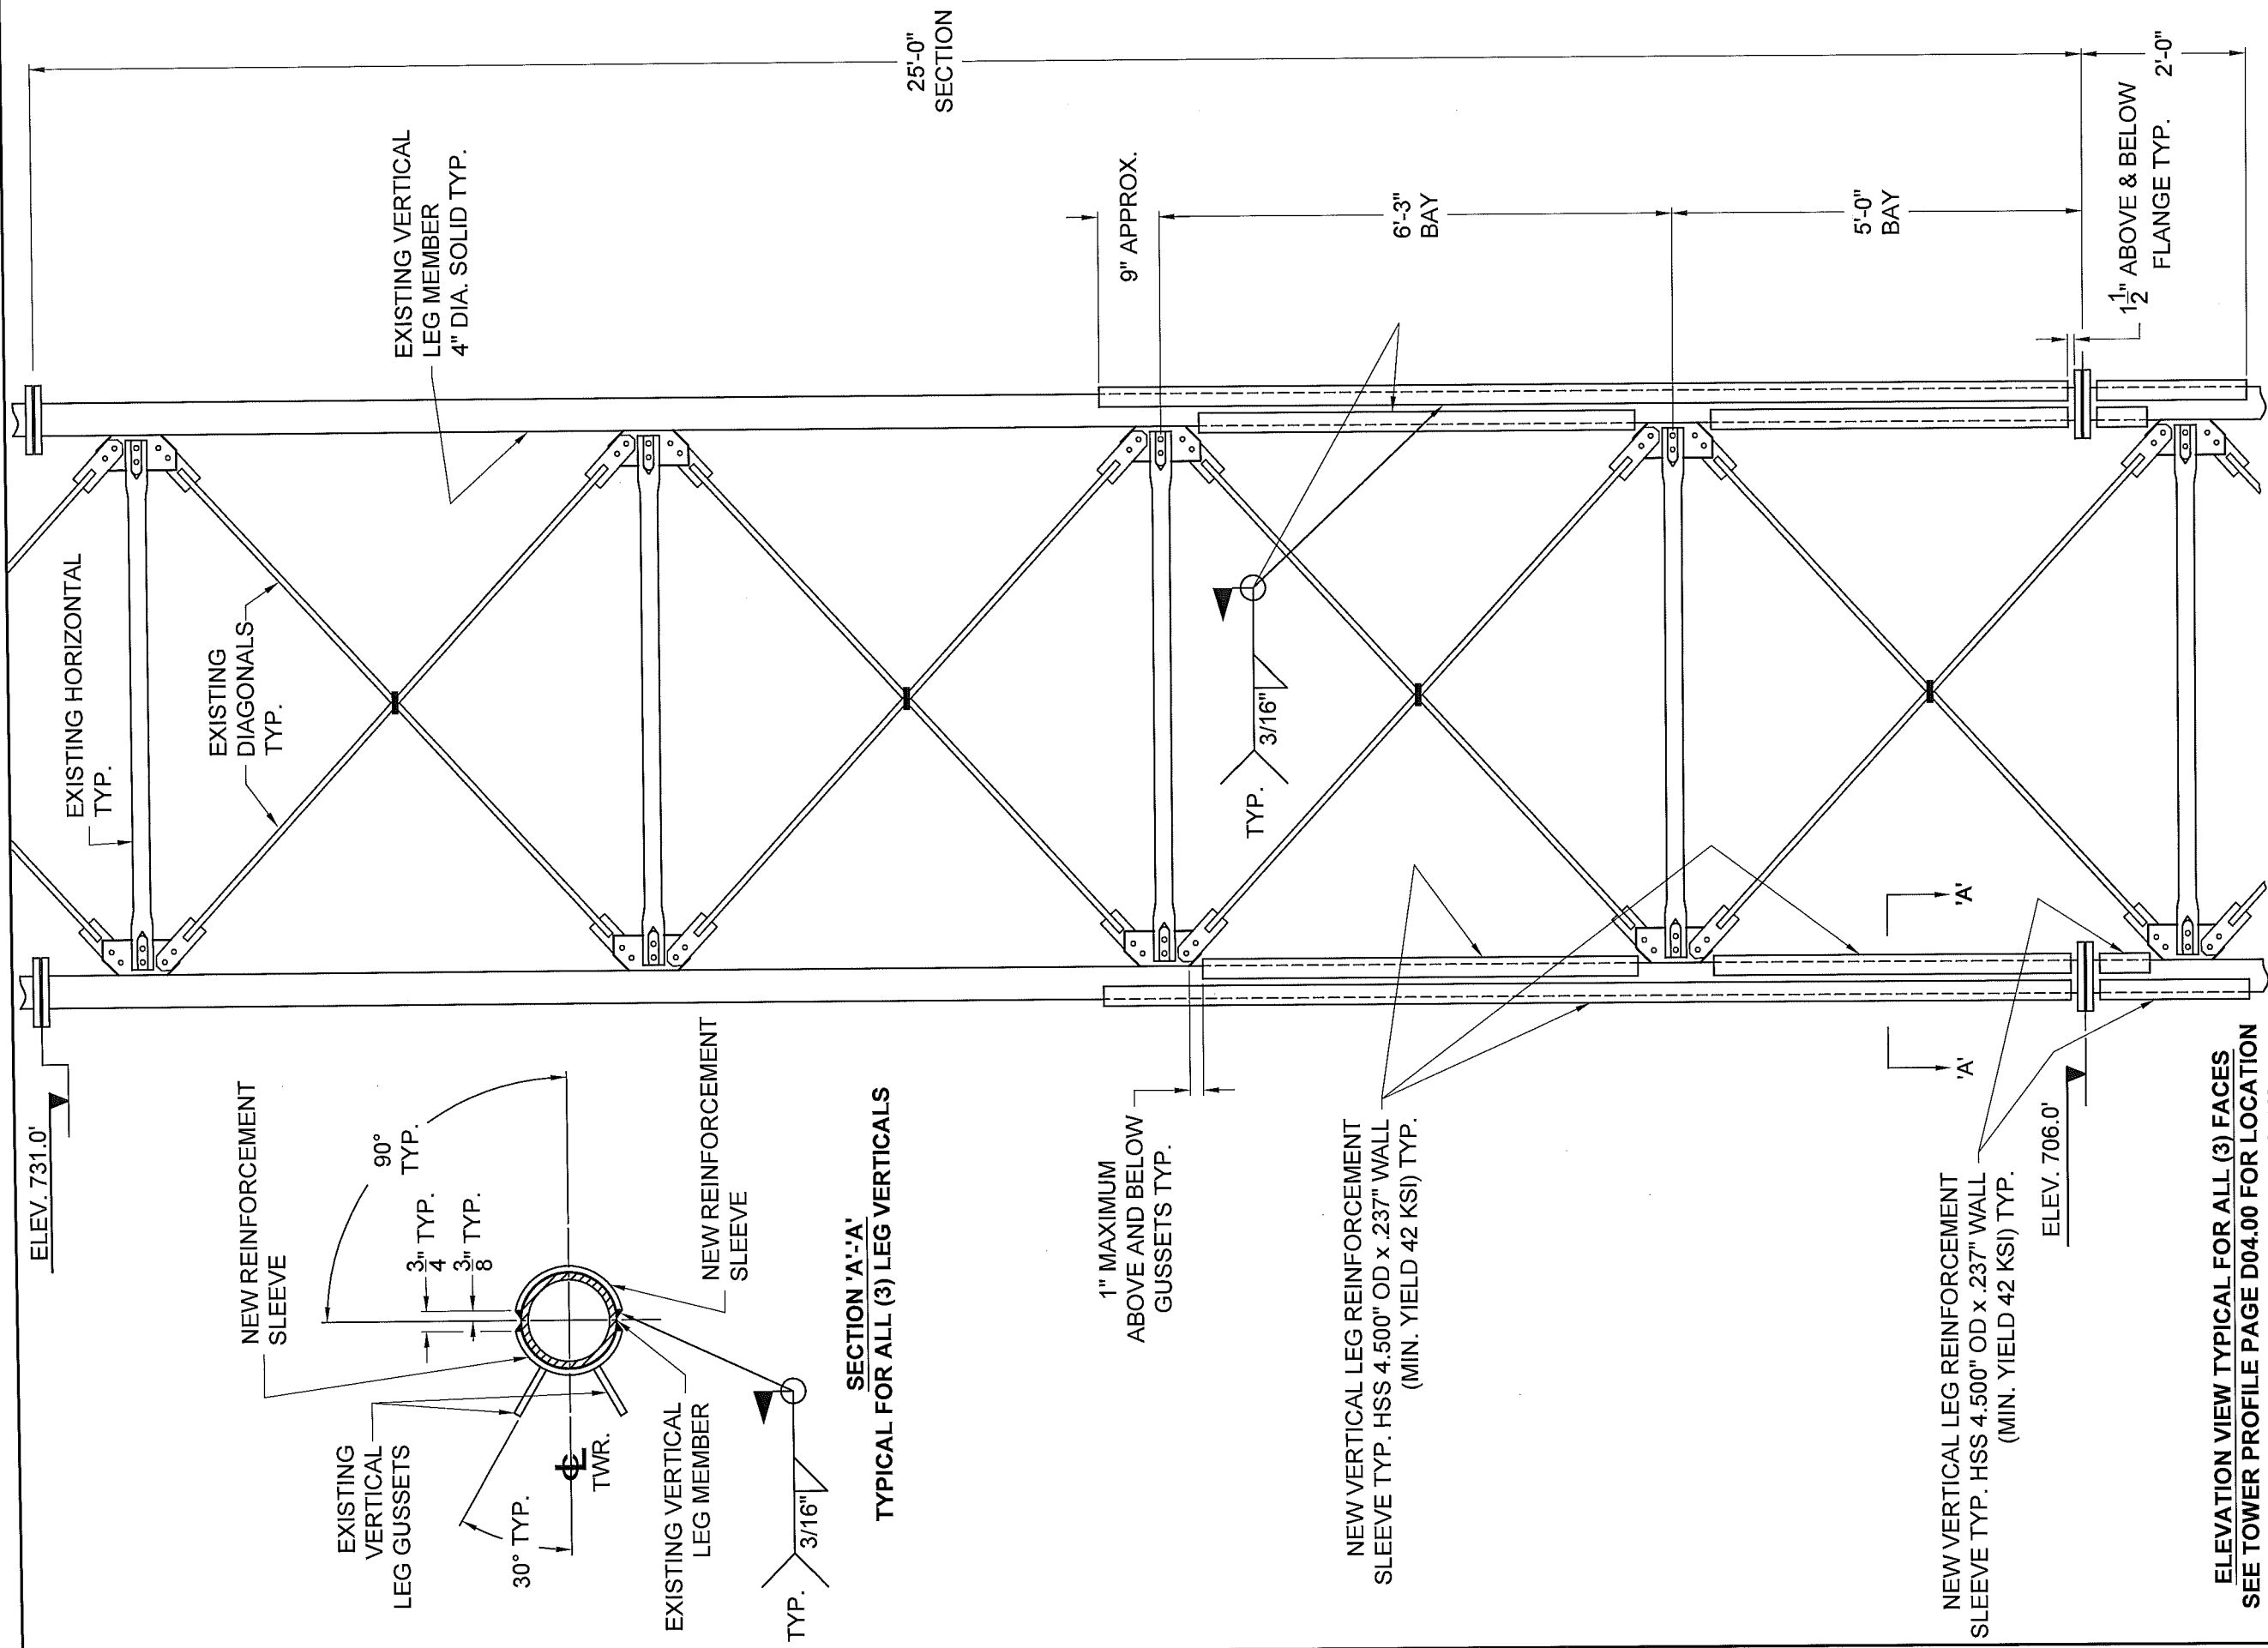 25'-0"
SECTION
EXISTING VERTICAL
LEG MEMBER
4" DIA. SOLID TYP.
EXISTING HORIZONTAL
TYP.
EXISTING
DIAGONALS
TYP.
9" APPROX.
6'-3"
BAY
5'-0"
BAY
1 1/2" ABOVE & BELOW
FLANGE TYP.
2'-0"
TYP.
3/16"
ELEV. 731.0'
NEW REINFORCEMENT
SLEEVE
90°
TYP.
3/4" TYP.
3/8" TYP.
EXISTING
VERTICAL
LEG GUSSETS
30° TYP.
℄
TWR.
EXISTING VERTICAL
LEG MEMBER
NEW REINFORCEMENT
SLEEVE
TYP.
3/16"
SECTION 'A'-'A'
TYPICAL FOR ALL (3) LEG VERTICALS
1" MAXIMUM
ABOVE AND BELOW
GUSSETS TYP.
NEW VERTICAL LEG REINFORCEMENT
SLEEVE TYP. HSS 4.500" OD x .237" WALL
(MIN. YIELD 42 KSI) TYP.
'A'
'A'
NEW VERTICAL LEG REINFORCEMENT
SLEEVE TYP. HSS 4.500" OD x .237" WALL
(MIN. YIELD 42 KSI) TYP.
ELEV. 706.0'
ELEVATION VIEW TYPICAL FOR ALL (3) FACES
SEE TOWER PROFILE PAGE D04.00 FOR LOCATION